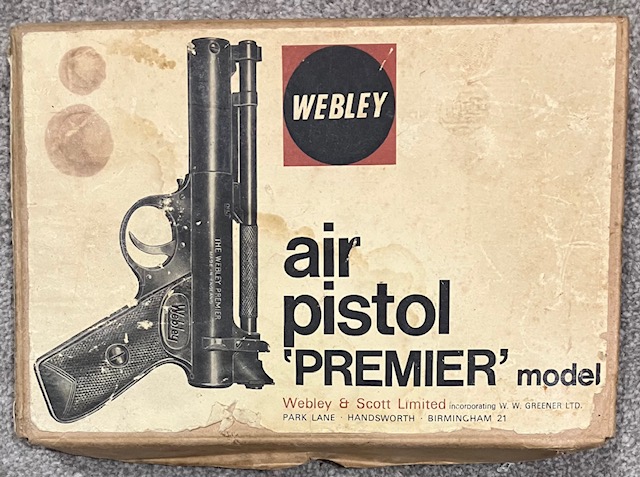 WEBLEY
air
pistol
'PREMIER' model
Webley & Scott Limited incorporating W. W. GREENER LTD.
PARK LANE · HANDSWORTH · BIRMINGHAM 21
THE WEBLEY PREMIER
Webley